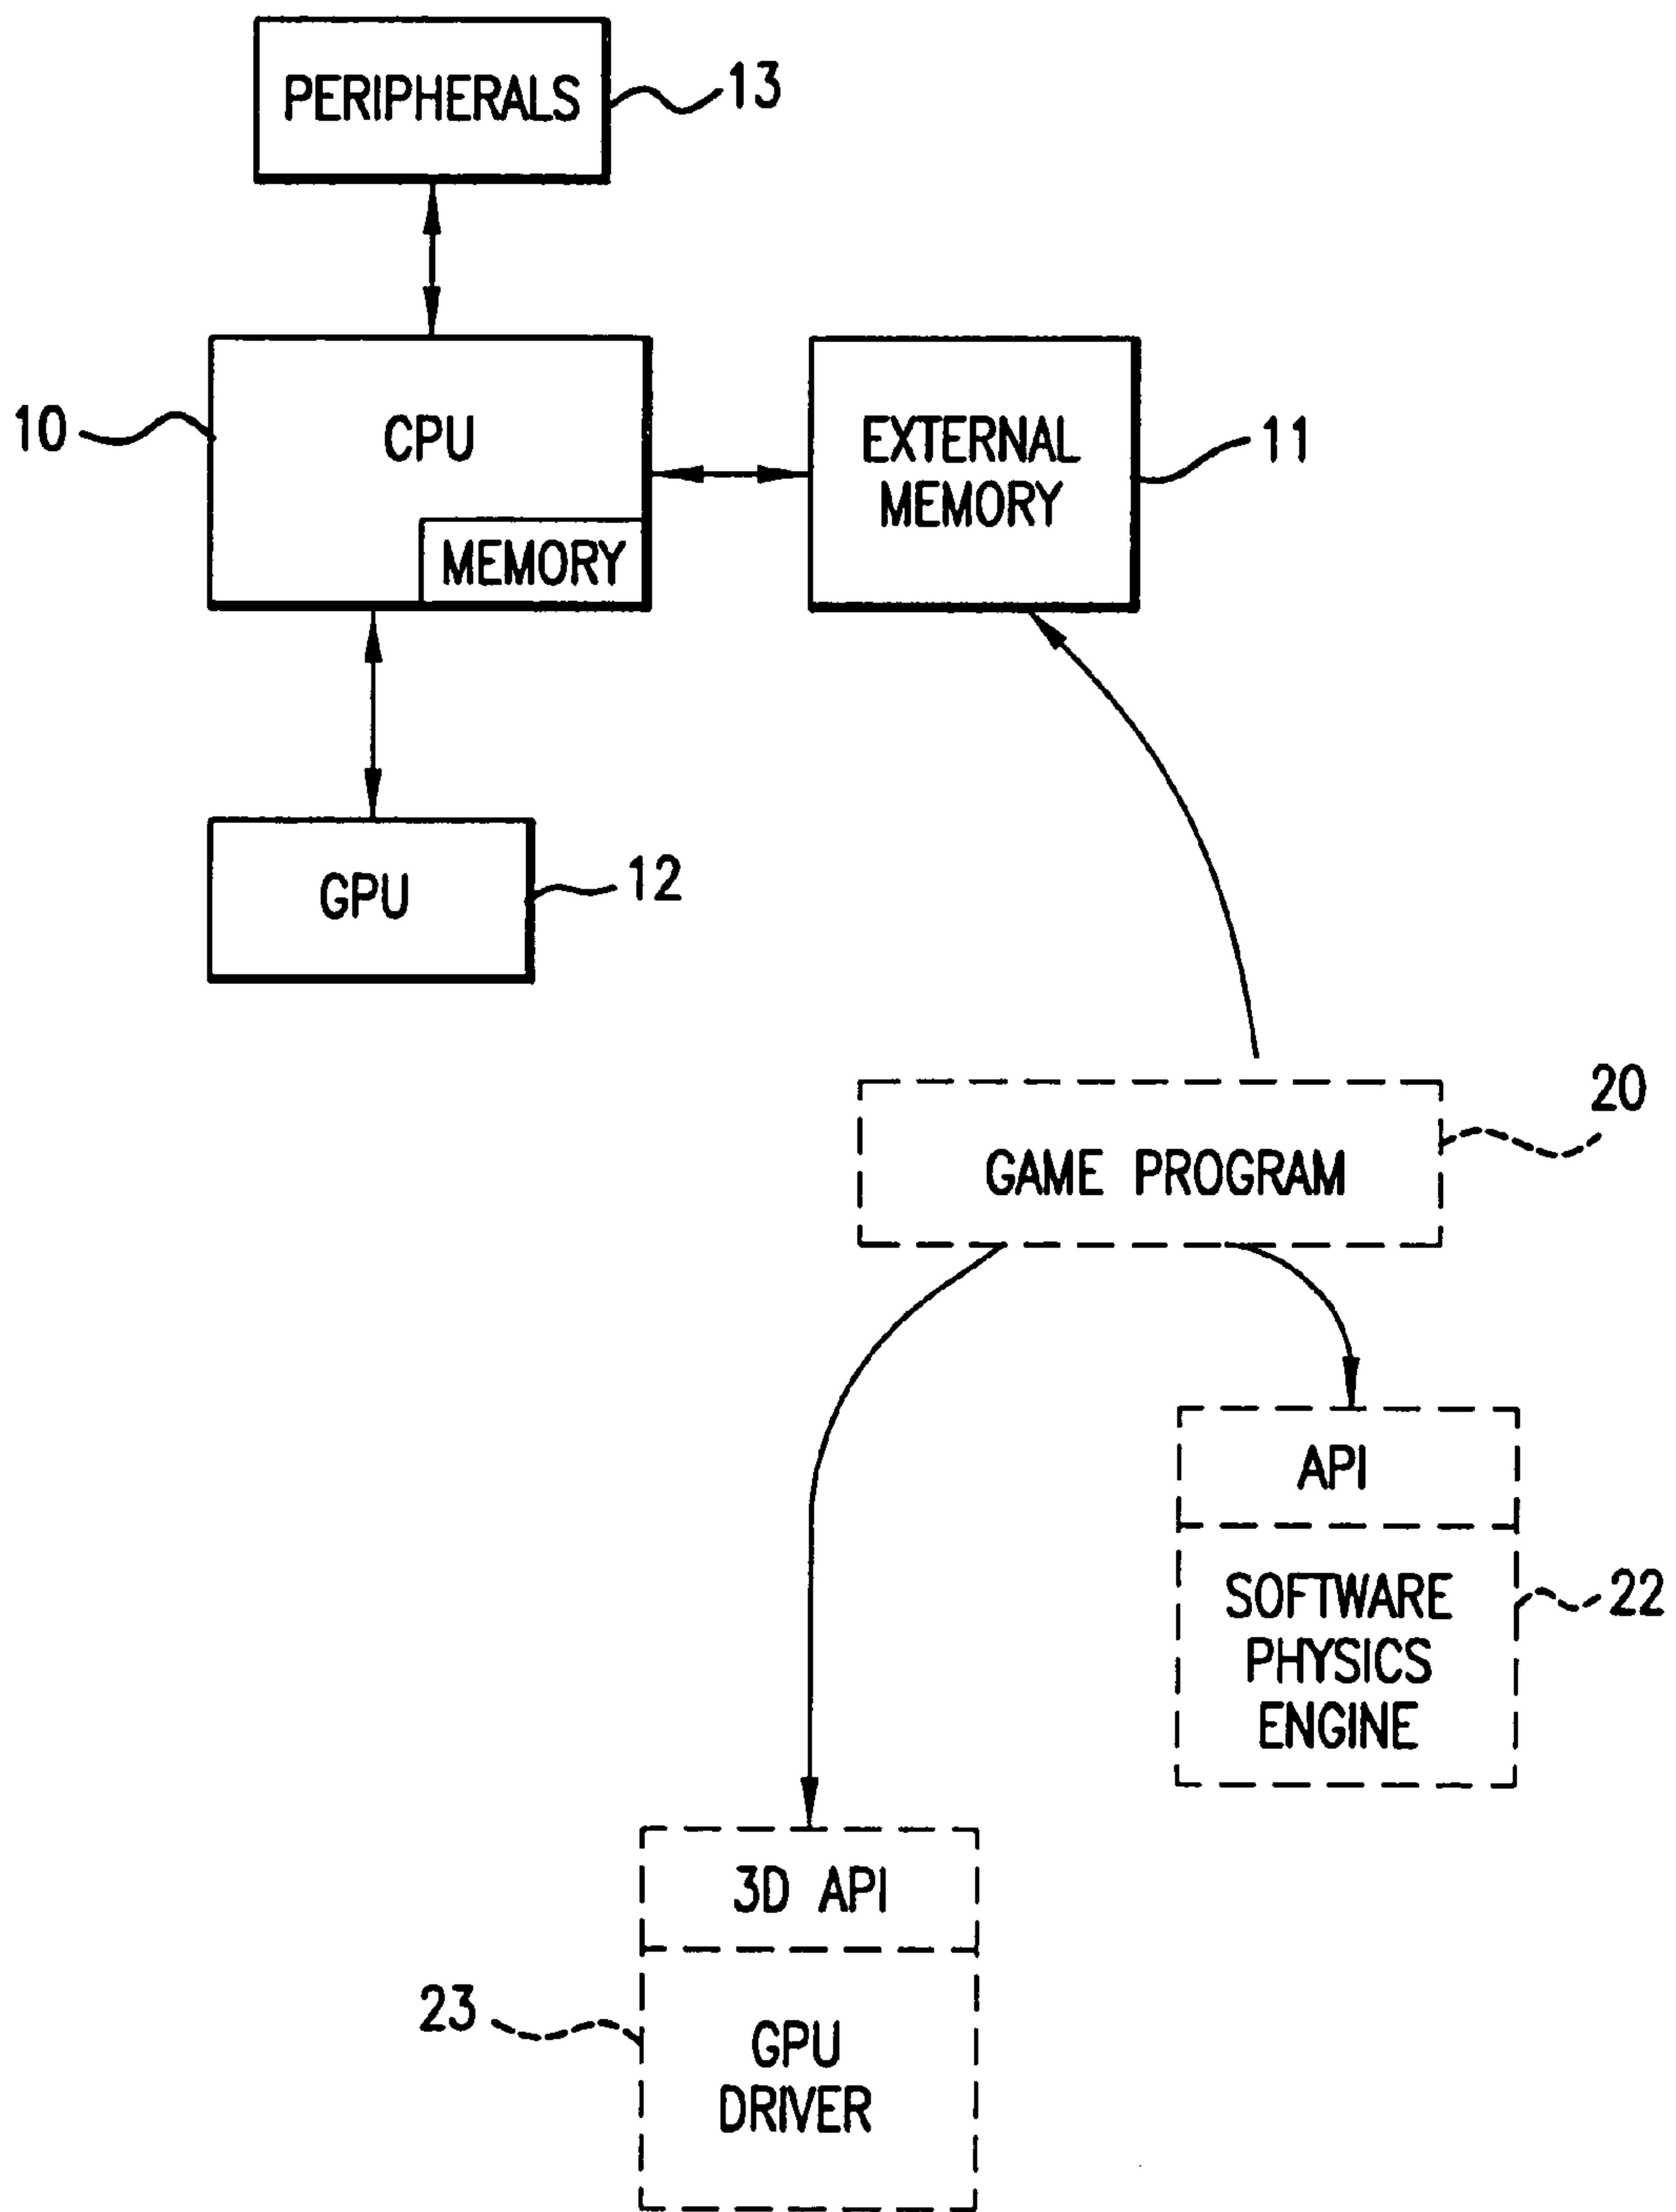 PERIPHERALS
13
10
CPU
MEMORY
EXTERNAL
MEMORY
11
GPU
12
20
GAME PROGRAM
API
SOFTWARE
PHYSICS
ENGINE
22
3D API
23
GPU
DRIVER